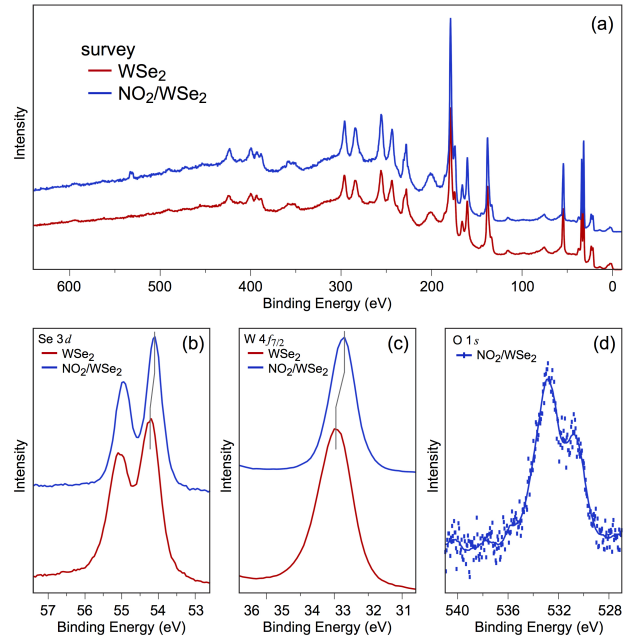 (a)
survey
WSe2
NO2/WSe2
Intensity
600 500 400 300 200 100 0
Binding Energy (eV)
Se 3d (b)
WSe2
NO2/WSe2
Intensity
57 56 55 54 53
Binding Energy (eV)
W 4f7/2 (c)
WSe2
NO2/WSe2
Intensity
36 35 34 33 32 31
Binding Energy (eV)
O 1s (d)
NO2/WSe2
Intensity
540 536 532 528
Binding Energy (eV)